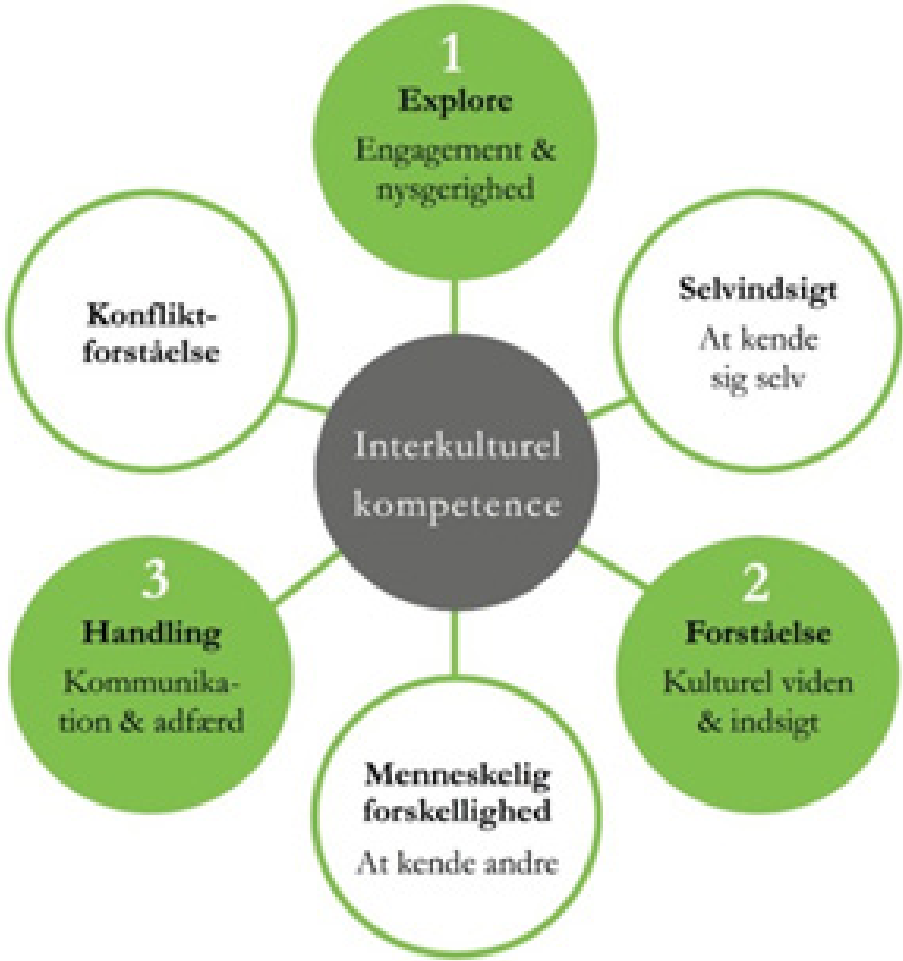 1
Explore
Engagement &
nysgerighed
Selvindsigt
At kende
sig selv
2
Forståelse
Kulturel viden
& indsigt
Menneskelig
forskellighed
At kende andre
3
Handling
Kommunika-
tion & adfærd
Konflikt-
forståelse
Interkulturel
kompetence